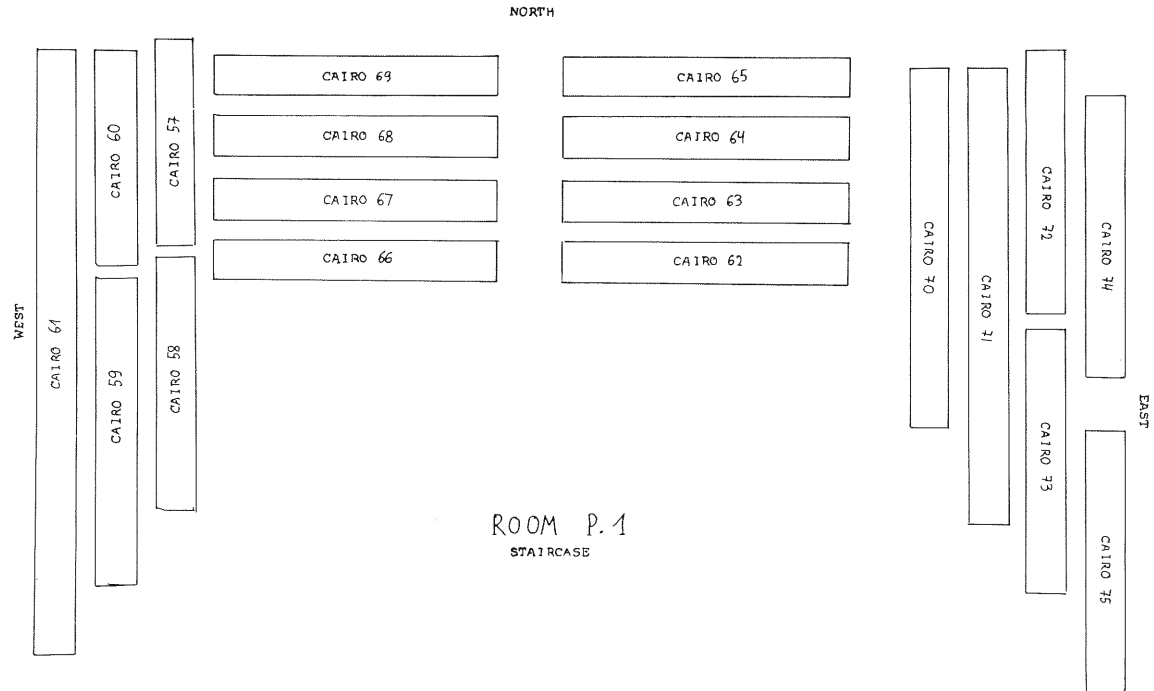 NORTH
CAIRO 69
CAIRO 65
CAIRO 68
CAIRO 64
CAIRO 67
CAIRO 63
CAIRO 66
CAIRO 62
WEST
CAIRO 61
CAIRO 60
CAIRO 57
CAIRO 59
CAIRO 58
CAIRO 70
CAIRO 71
CAIRO 72
CAIRO 74
CAIRO 73
CAIRO 75
EAST
ROOM P. 1
STAIRCASE